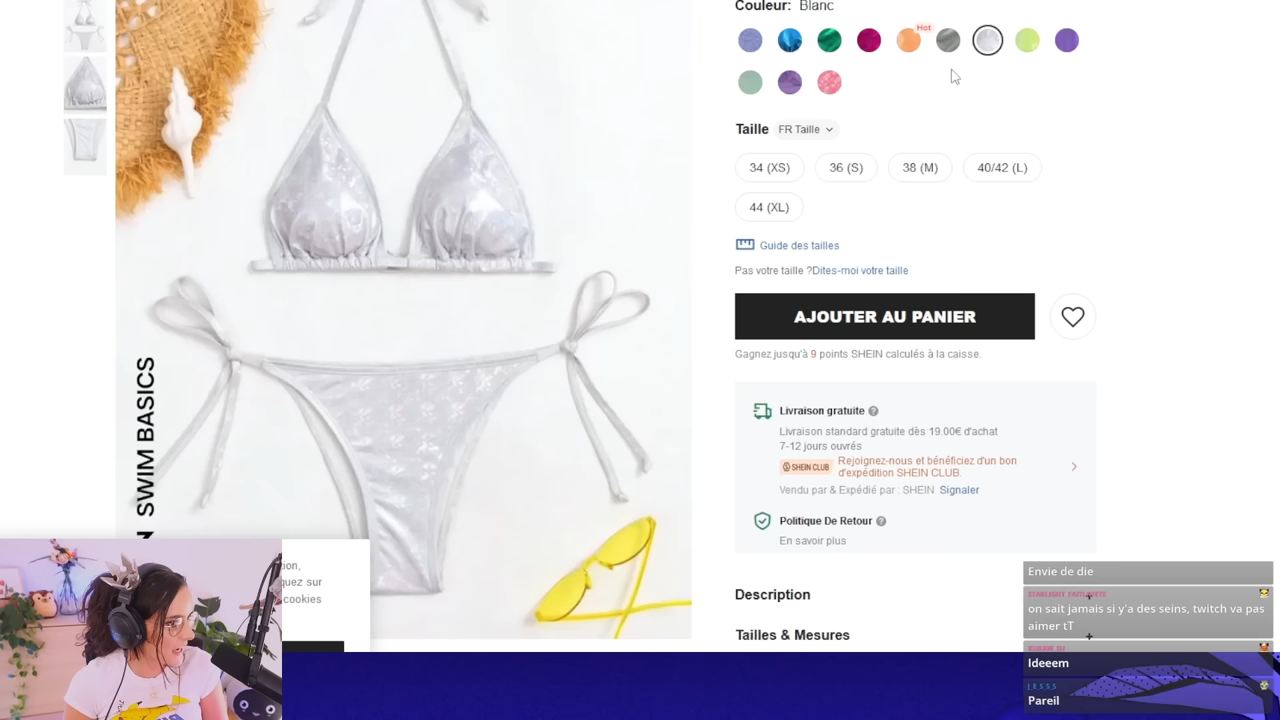 Couleur: Blanc
Hot
Taille FR Taille
34 (XS) 36 (S) 38 (M) 40/42 (L)
44 (XL)
Guide des tailles
Pas votre taille ?Dites-moi votre taille
AJOUTER AU PANIER
Gagnez jusqu'à 9 points SHEIN calculés à la caisse.
Livraison gratuite ?
Livraison standard gratuite dès 19.00€ d'achat
7-12 jours ouvrés
SHEIN CLUB Rejoignez-nous et bénéficiez d'un bon
d'expédition SHEIN CLUB.
Vendu par & Expédié par : SHEIN Signaler
Politique De Retour ?
En savoir plus
Description
Tailles & Mesures
SWIM BASICS
ion,
quez sur
cookies
Envie de die
on sait jamais si y'a des seins, twitch va pas
aimer tT
Ideeem
Pareil